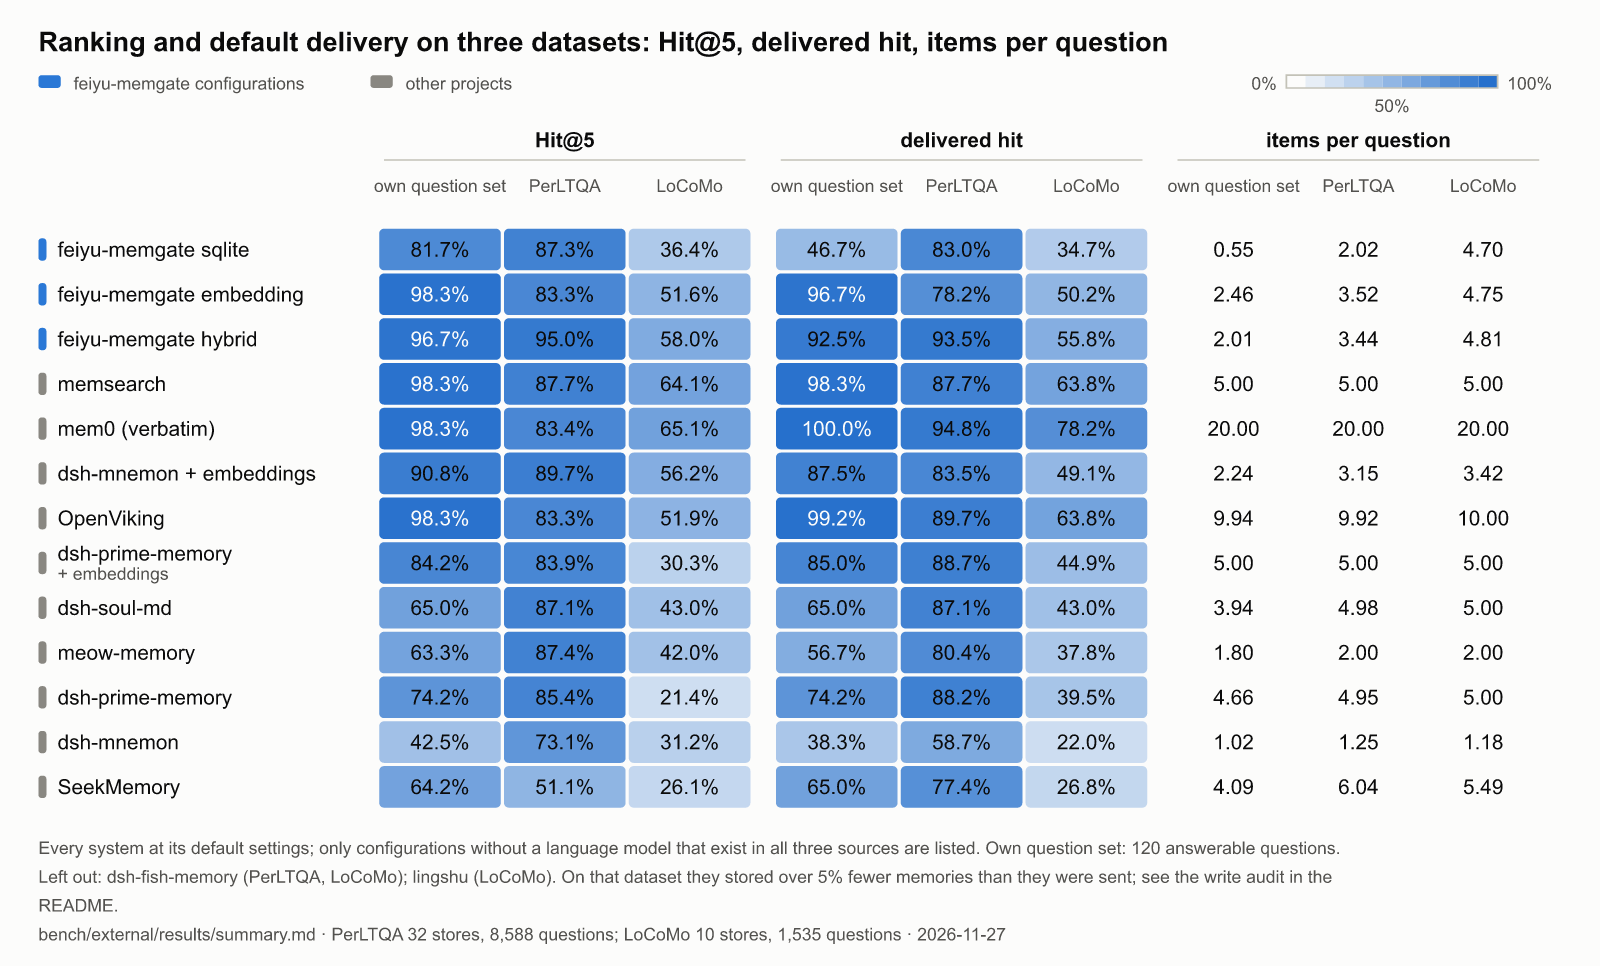 Ranking and default delivery on three datasets: Hit@5, delivered hit, items per question
feiyu-memgate configurations other projects 0% 100%
50%
Hit@5 delivered hit items per question
own question set PerLTQA LoCoMo own question set PerLTQA LoCoMo own question set PerLTQA LoCoMo
feiyu-memgate sqlite 81.7% 87.3% 36.4% 46.7% 83.0% 34.7% 0.55 2.02 4.70
feiyu-memgate embedding 98.3% 83.3% 51.6% 96.7% 78.2% 50.2% 2.46 3.52 4.75
feiyu-memgate hybrid 96.7% 95.0% 58.0% 92.5% 93.5% 55.8% 2.01 3.44 4.81
memsearch 98.3% 87.7% 64.1% 98.3% 87.7% 63.8% 5.00 5.00 5.00
mem0 (verbatim) 98.3% 83.4% 65.1% 100.0% 94.8% 78.2% 20.00 20.00 20.00
dsh-mnemon + embeddings 90.8% 89.7% 56.2% 87.5% 83.5% 49.1% 2.24 3.15 3.42
OpenViking 98.3% 83.3% 51.9% 99.2% 89.7% 63.8% 9.94 9.92 10.00
dsh-prime-memory 84.2% 83.9% 30.3% 85.0% 88.7% 44.9% 5.00 5.00 5.00
+ embeddings
dsh-soul-md 65.0% 87.1% 43.0% 65.0% 87.1% 43.0% 3.94 4.98 5.00
meow-memory 63.3% 87.4% 42.0% 56.7% 80.4% 37.8% 1.80 2.00 2.00
dsh-prime-memory 74.2% 85.4% 21.4% 74.2% 88.2% 39.5% 4.66 4.95 5.00
dsh-mnemon 42.5% 73.1% 31.2% 38.3% 58.7% 22.0% 1.02 1.25 1.18
SeekMemory 64.2% 51.1% 26.1% 65.0% 77.4% 26.8% 4.09 6.04 5.49
Every system at its default settings; only configurations without a language model that exist in all three sources are listed. Own question set: 120 answerable questions.
Left out: dsh-fish-memory (PerLTQA, LoCoMo); lingshu (LoCoMo). On that dataset they stored over 5% fewer memories than they were sent; see the write audit in the
README.
bench/external/results/summary.md · PerLTQA 32 stores, 8,588 questions; LoCoMo 10 stores, 1,535 questions · 2026-11-27